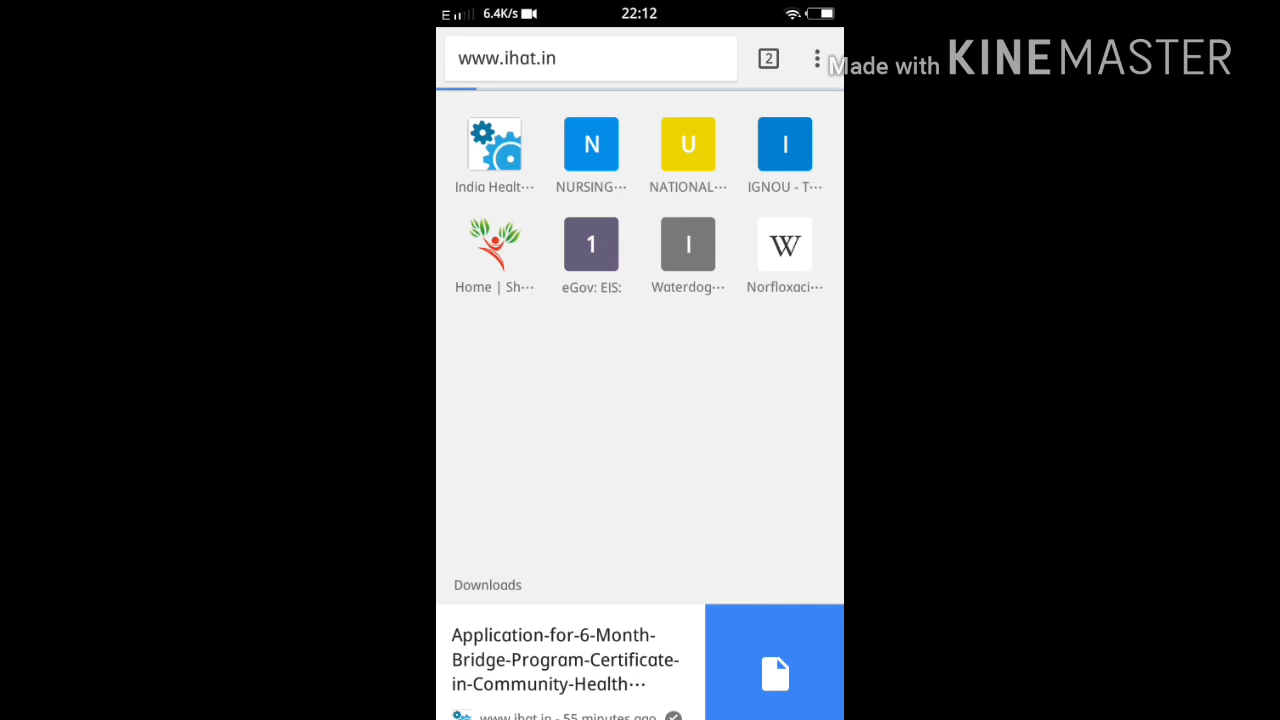 E 6.4K/s 22:12
www.ihat.in 2
Made with KINEMASTER
N U I
India Healt··· NURSING··· NATIONAL··· IGNOU - T···
1 I W
Home | Sh··· eGov: EIS: Waterdog··· Norfloxaci···
Downloads
Application-for-6-Month-
Bridge-Program-Certificate-
in-Community-Health···
www.ihat.in - 55 minutes ago